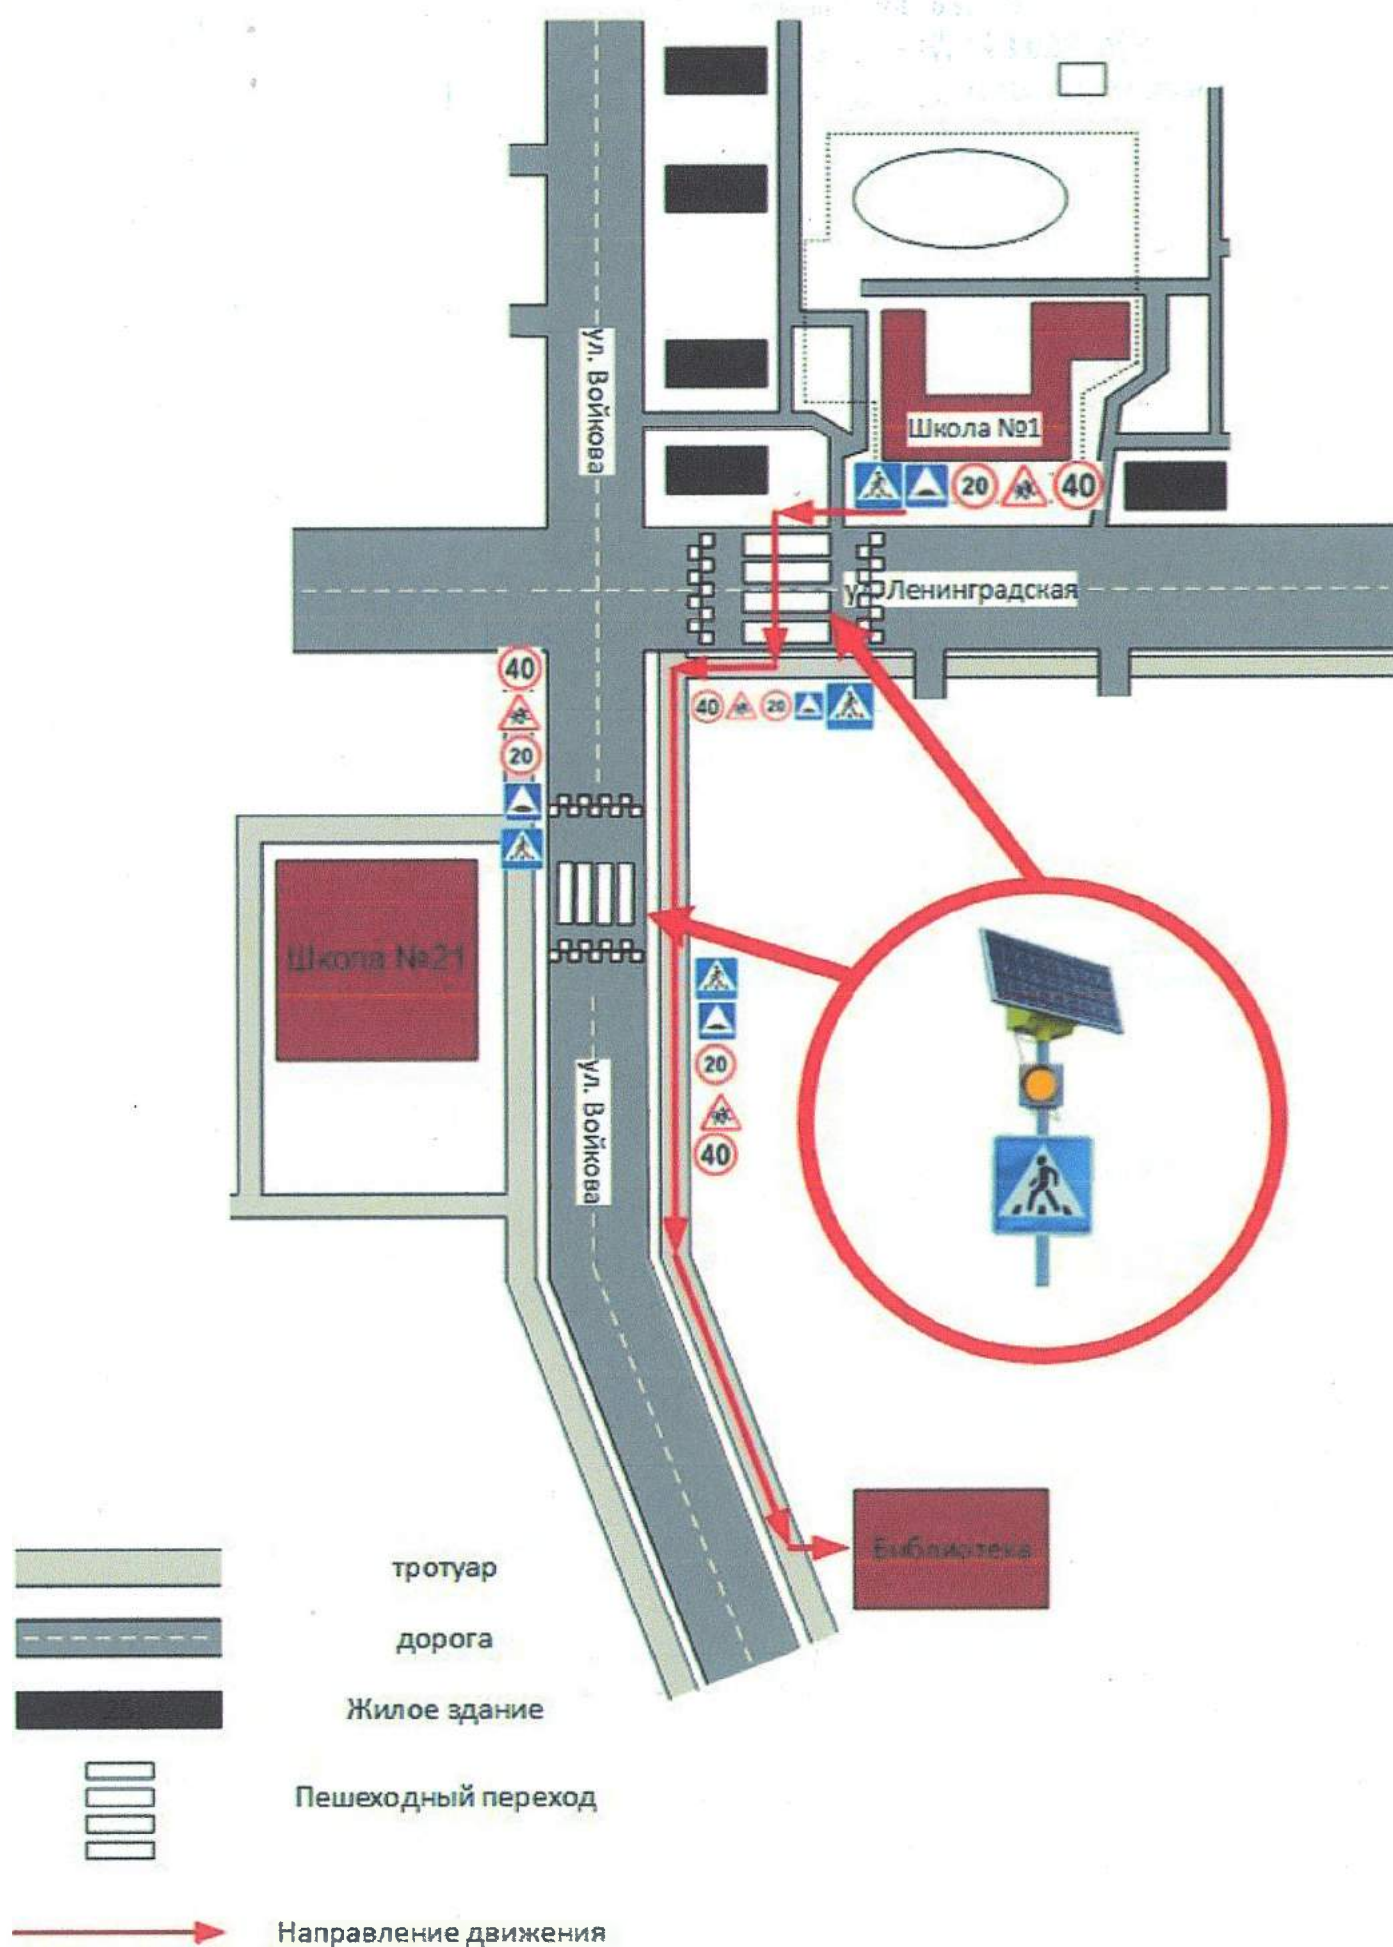 ул. Войкова
Школа №1
20
40
ул. Ленинградская
40
20
40
20
Школа №21
20
40
ул. Войкова
Библиотека
тротуар
дорога
Жилое здание
Пешеходный переход
Направление движения